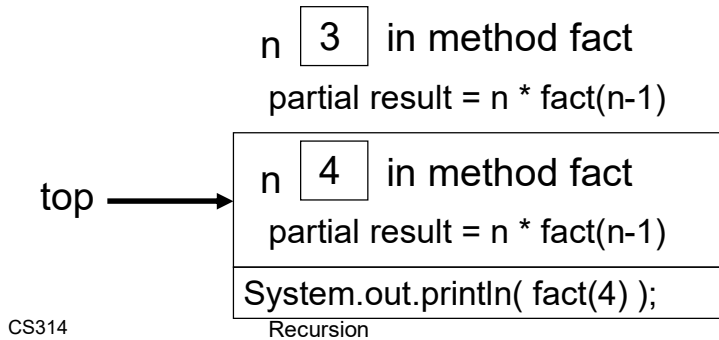 n 3 in method fact
partial result = n * fact(n-1)
n 4 in method fact
top
partial result = n * fact(n-1)
System.out.println( fact(4) );
CS314 Recursion